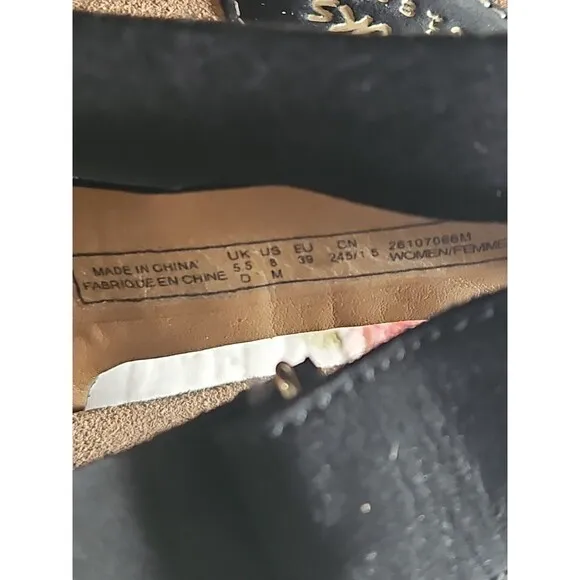 MADE IN CHINA UK US EU CN 26107066M
FABRIQUE EN CHINE 5.5 8 39 245/1.5 WOMEN/FEMME
D M